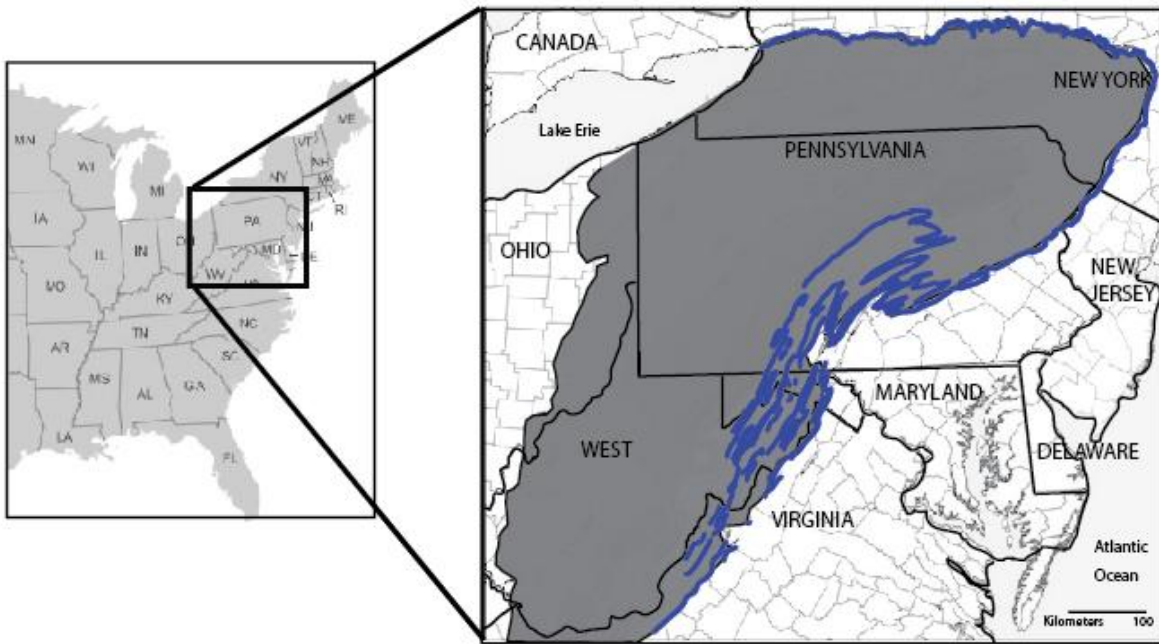 MN
WI
MI
IA
IL
IN
OH
PA
NY
VT
NH
ME
MA
RI
NJ
MD
DE
WV
VA
MO
KY
TN
NC
SC
AR
MS
AL
GA
LA
FL
CANADA
Lake Erie
NEW YORK
PENNSYLVANIA
OHIO
NEW
JERSEY
MARYLAND
WEST
DELAWARE
VIRGINIA
Atlantic
Ocean
Kilometers 100